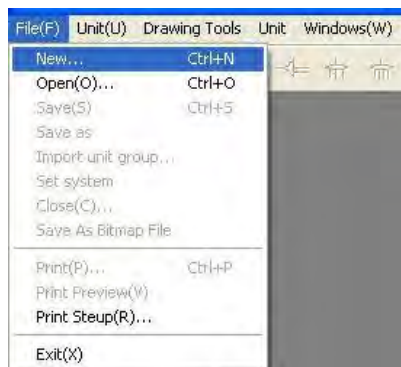 File(F) Unit(U) Drawing Tools Unit Windows(W)
New... Ctrl+N
Open(O)... Ctrl+O
Save(S) Ctrl+S
Save as
Import unit group...
Set system
Close(C)...
Save As Bitmap File
Print(P)... Ctrl+P
Print Preview(V)
Print Steup(R)...
Exit(X)